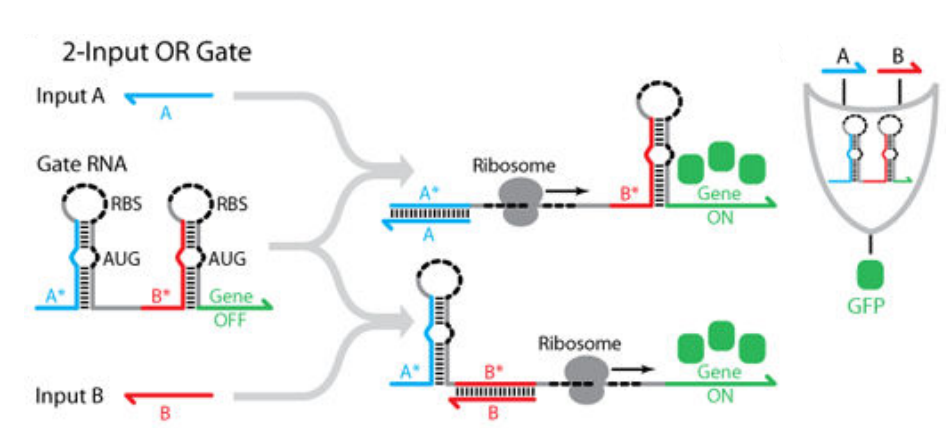 2-Input OR Gate
Input A
A
Gate RNA
RBS
RBS
AUG
AUG
A*
B*
Gene
OFF
Input B
B
Ribosome
A*
A
B*
Gene
ON
Ribosome
A*
B*
B
Gene
ON
A
B
GFP